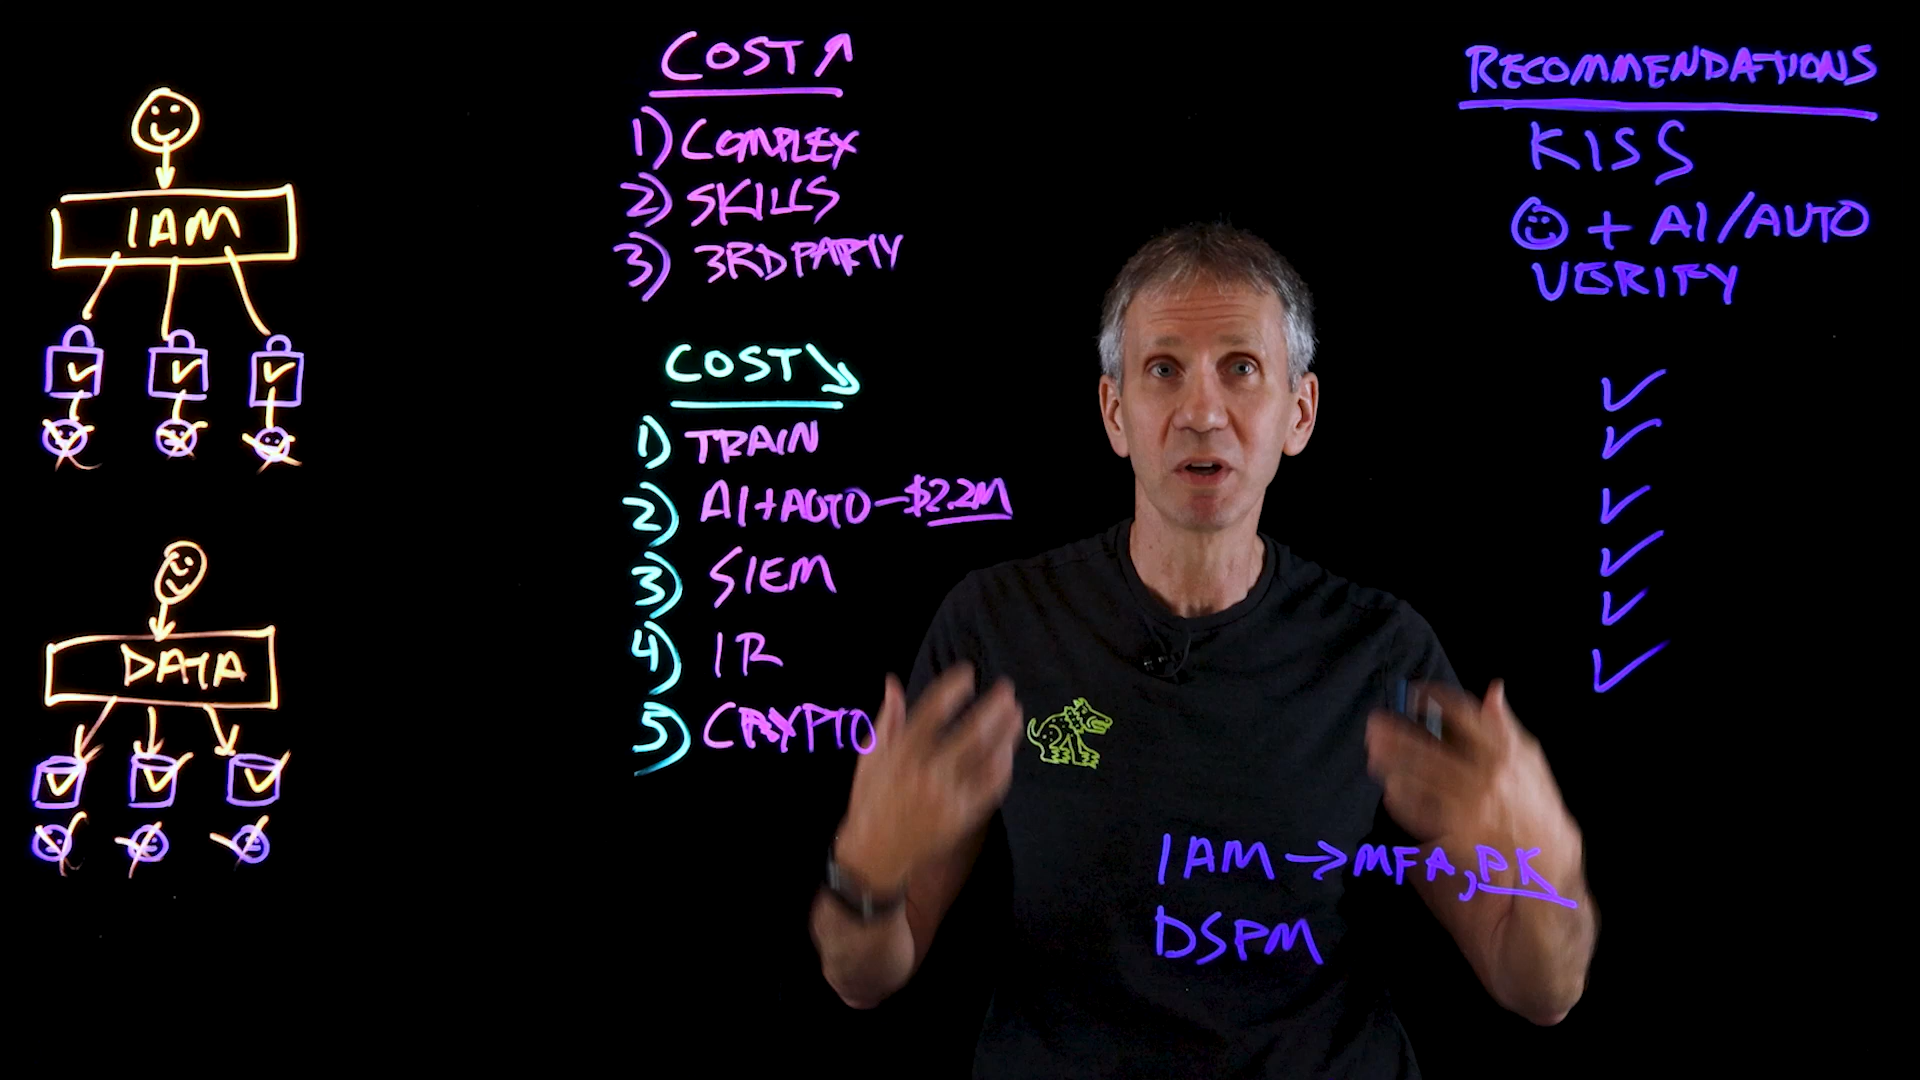 IAM
DATA
COST
1) COMPLEX
2) SKILLS
3) 3RD PARTY
COST
1) TRAIN
2) AI+AUTO-$2.2M
3) SIEM
4) IR
5) CRYPTO
RECOMMENDATIONS
KISS
+ AI/AUTO
VERIFY
IAM → MFA, PK
DSPM